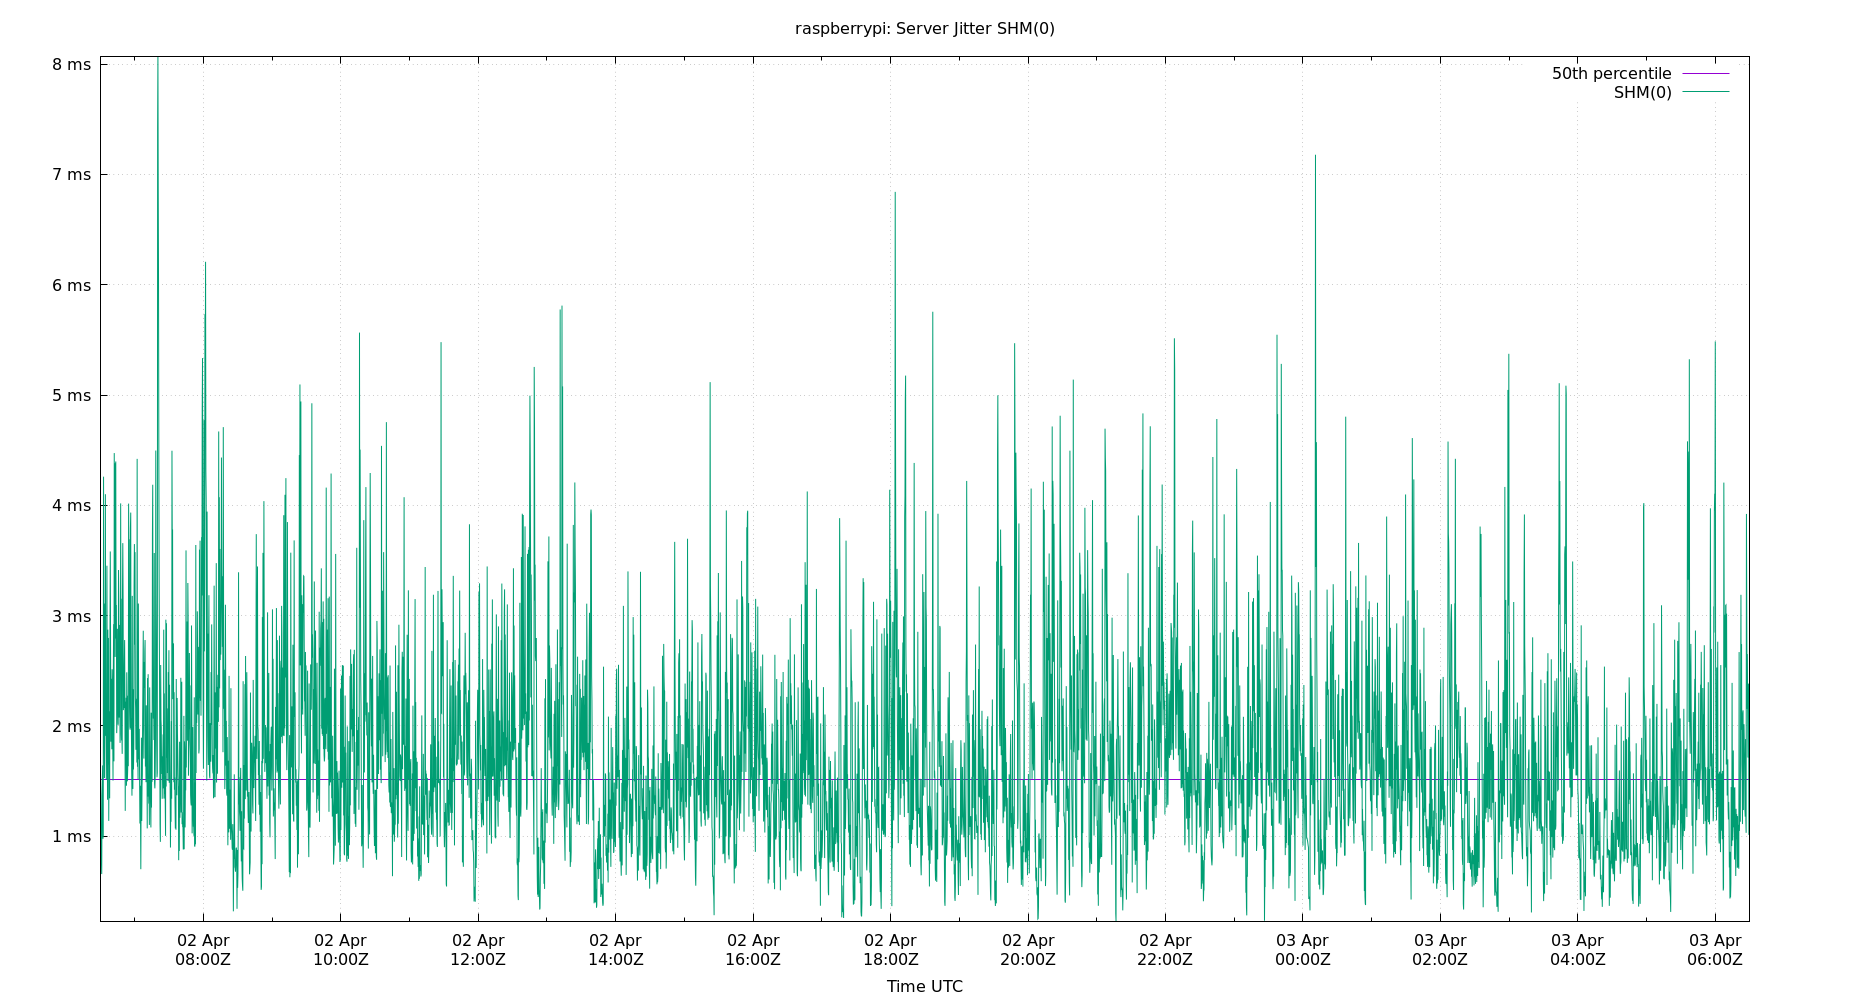 raspberrypi: Server Jitter SHM(0)
50th percentile
SHM(0)
8 ms
7 ms
6 ms
5 ms
4 ms
3 ms
2 ms
1 ms
02 Apr 02 Apr 02 Apr 02 Apr 02 Apr 02 Apr 02 Apr 02 Apr 03 Apr 03 Apr 03 Apr 03 Apr
08:00Z 10:00Z 12:00Z 14:00Z 16:00Z 18:00Z 20:00Z 22:00Z 00:00Z 02:00Z 04:00Z 06:00Z
Time UTC